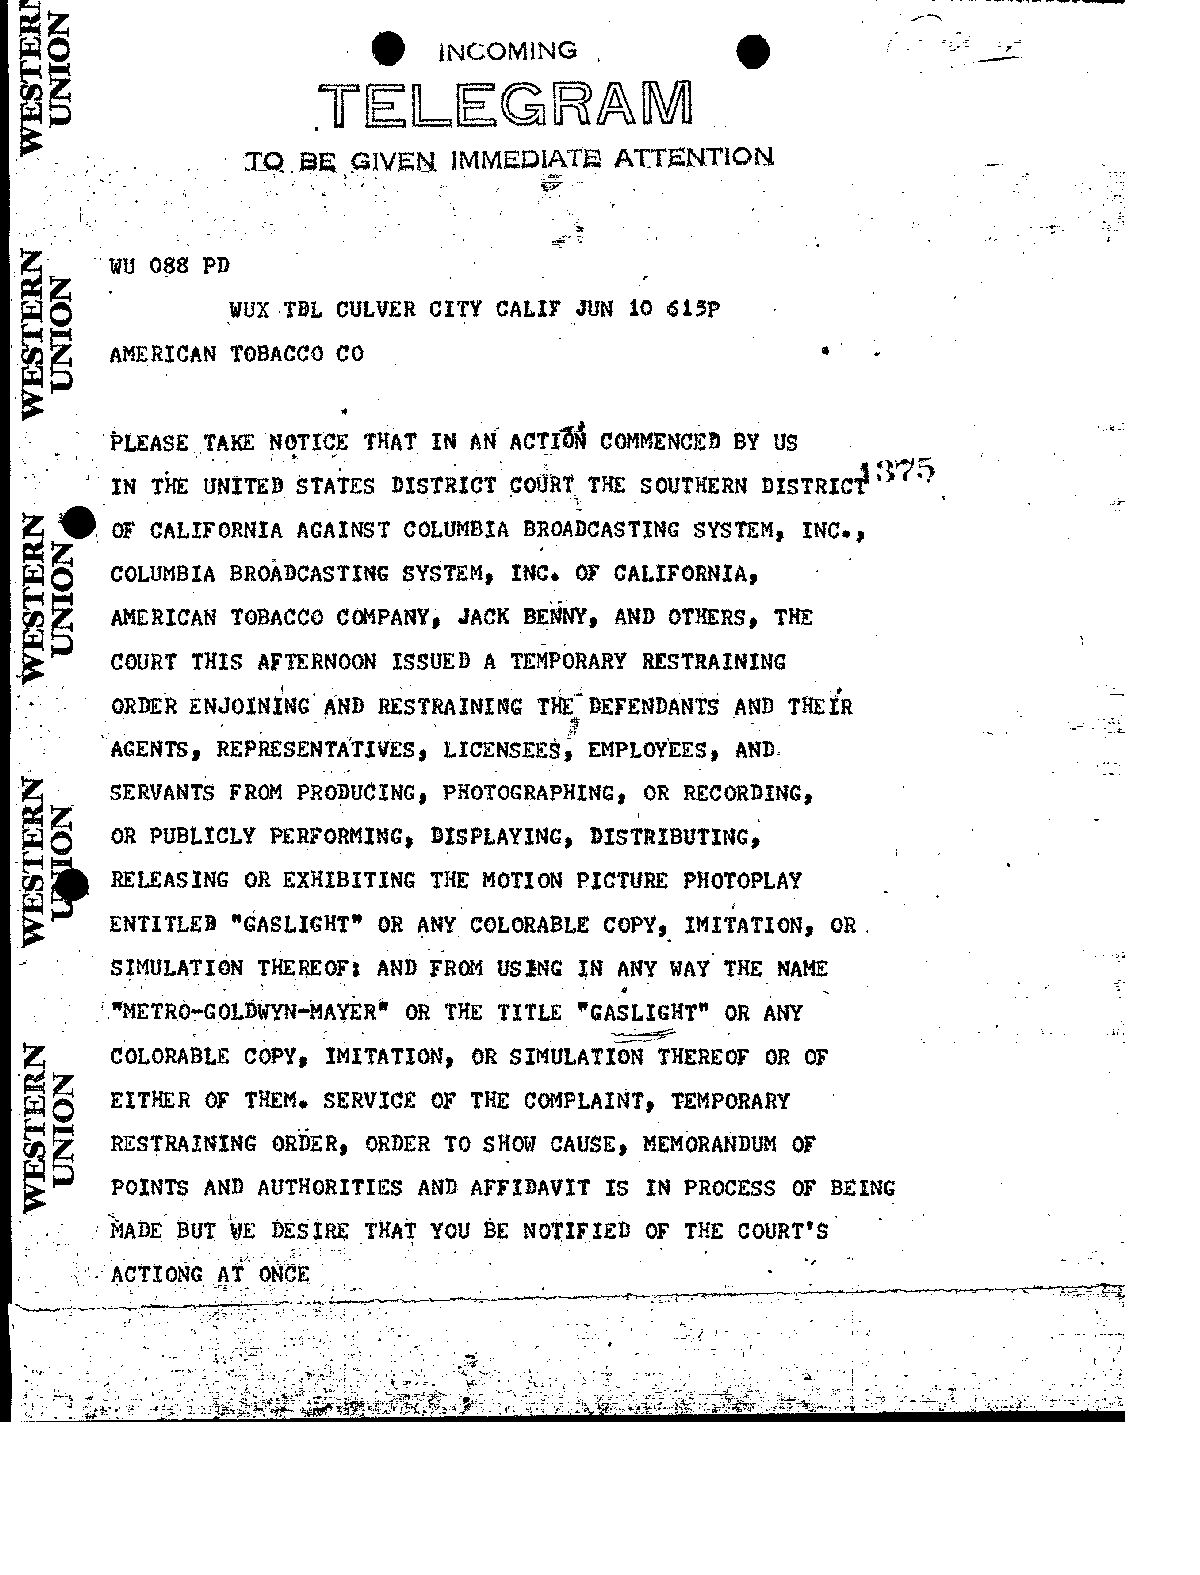 WESTERN UNION
WESTERN UNION
WESTERN UNION
WESTERN UNION
WESTERN UNION
INCOMING
TELEGRAM
TO BE GIVEN IMMEDIATE ATTENTION
WU 088 PD
WUX TDL CULVER CITY CALIF JUN 10 615P
AMERICAN TOBACCO CO
PLEASE TAKE NOTICE THAT IN AN ACTION COMMENCED BY US
IN THE UNITED STATES DISTRICT COURT THE SOUTHERN DISTRICT
1375
OF CALIFORNIA AGAINST COLUMBIA BROADCASTING SYSTEM, INC.,
COLUMBIA BROADCASTING SYSTEM, INC. OF CALIFORNIA,
AMERICAN TOBACCO COMPANY, JACK BENNY, AND OTHERS, THE
COURT THIS AFTERNOON ISSUED A TEMPORARY RESTRAINING
ORDER ENJOINING AND RESTRAINING THE DEFENDANTS AND THEIR
AGENTS, REPRESENTATIVES, LICENSEES, EMPLOYEES, AND
SERVANTS FROM PRODUCING, PHOTOGRAPHING, OR RECORDING,
OR PUBLICLY PERFORMING, DISPLAYING, DISTRIBUTING,
RELEASING OR EXHIBITING THE MOTION PICTURE PHOTOPLAY
ENTITLED "GASLIGHT" OR ANY COLORABLE COPY, IMITATION, OR
SIMULATION THEREOF: AND FROM USING IN ANY WAY THE NAME
"METRO-GOLDWYN-MAYER" OR THE TITLE "GASLIGHT" OR ANY
COLORABLE COPY, IMITATION, OR SIMULATION THEREOF OR OF
EITHER OF THEM. SERVICE OF THE COMPLAINT, TEMPORARY
RESTRAINING ORDER, ORDER TO SHOW CAUSE, MEMORANDUM OF
POINTS AND AUTHORITIES AND AFFIDAVIT IS IN PROCESS OF BEING
MADE BUT WE DESIRE THAT YOU BE NOTIFIED OF THE COURT'S
ACTIONG AT ONCE